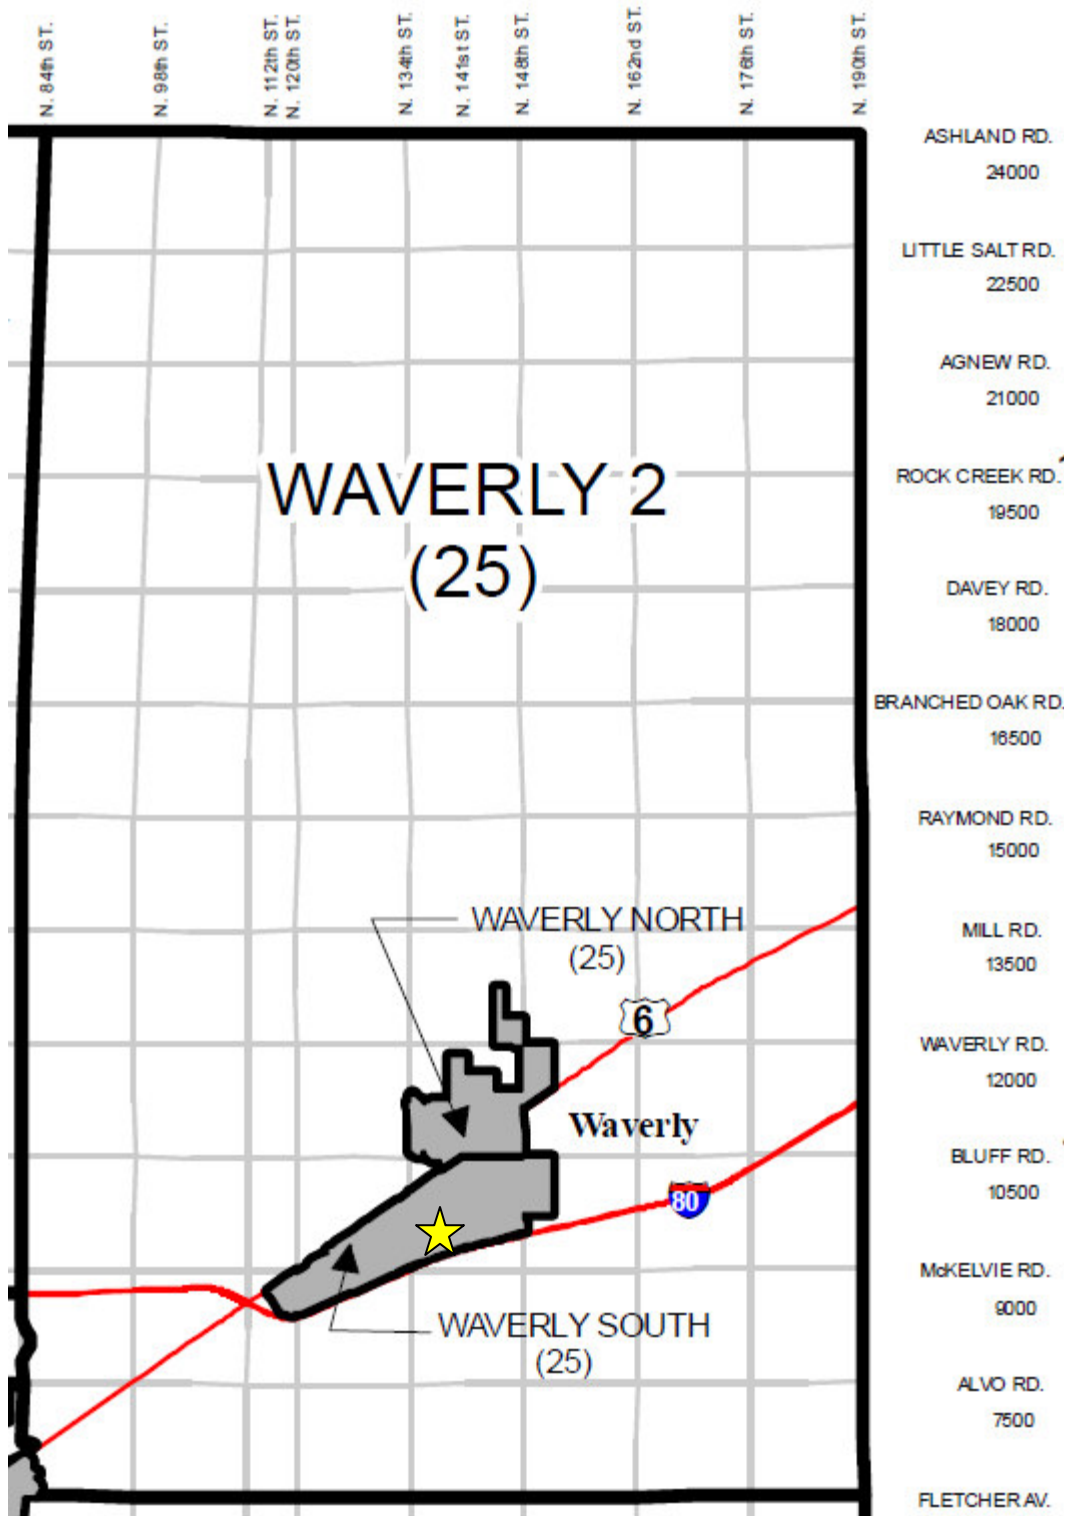 N. 84th ST.
N. 98th ST.
N. 112th ST.
N. 120th ST.
N. 134th ST.
N. 141st ST.
N. 148th ST.
N. 162nd ST.
N. 176th ST.
N. 190th ST.
ASHLAND RD.
24000
LITTLE SALT RD.
22500
AGNEW RD.
21000
ROCK CREEK RD.
19500
WAVERLY 2
(25)
DAVEY RD.
18000
BRANCHED OAK RD.
16500
RAYMOND RD.
15000
WAVERLY NORTH
(25)
MILL RD.
13500
6
WAVERLY RD.
12000
Waverly
BLUFF RD.
10500
80
McKELVIE RD.
9000
WAVERLY SOUTH
(25)
ALVO RD.
7500
FLETCHER AV.